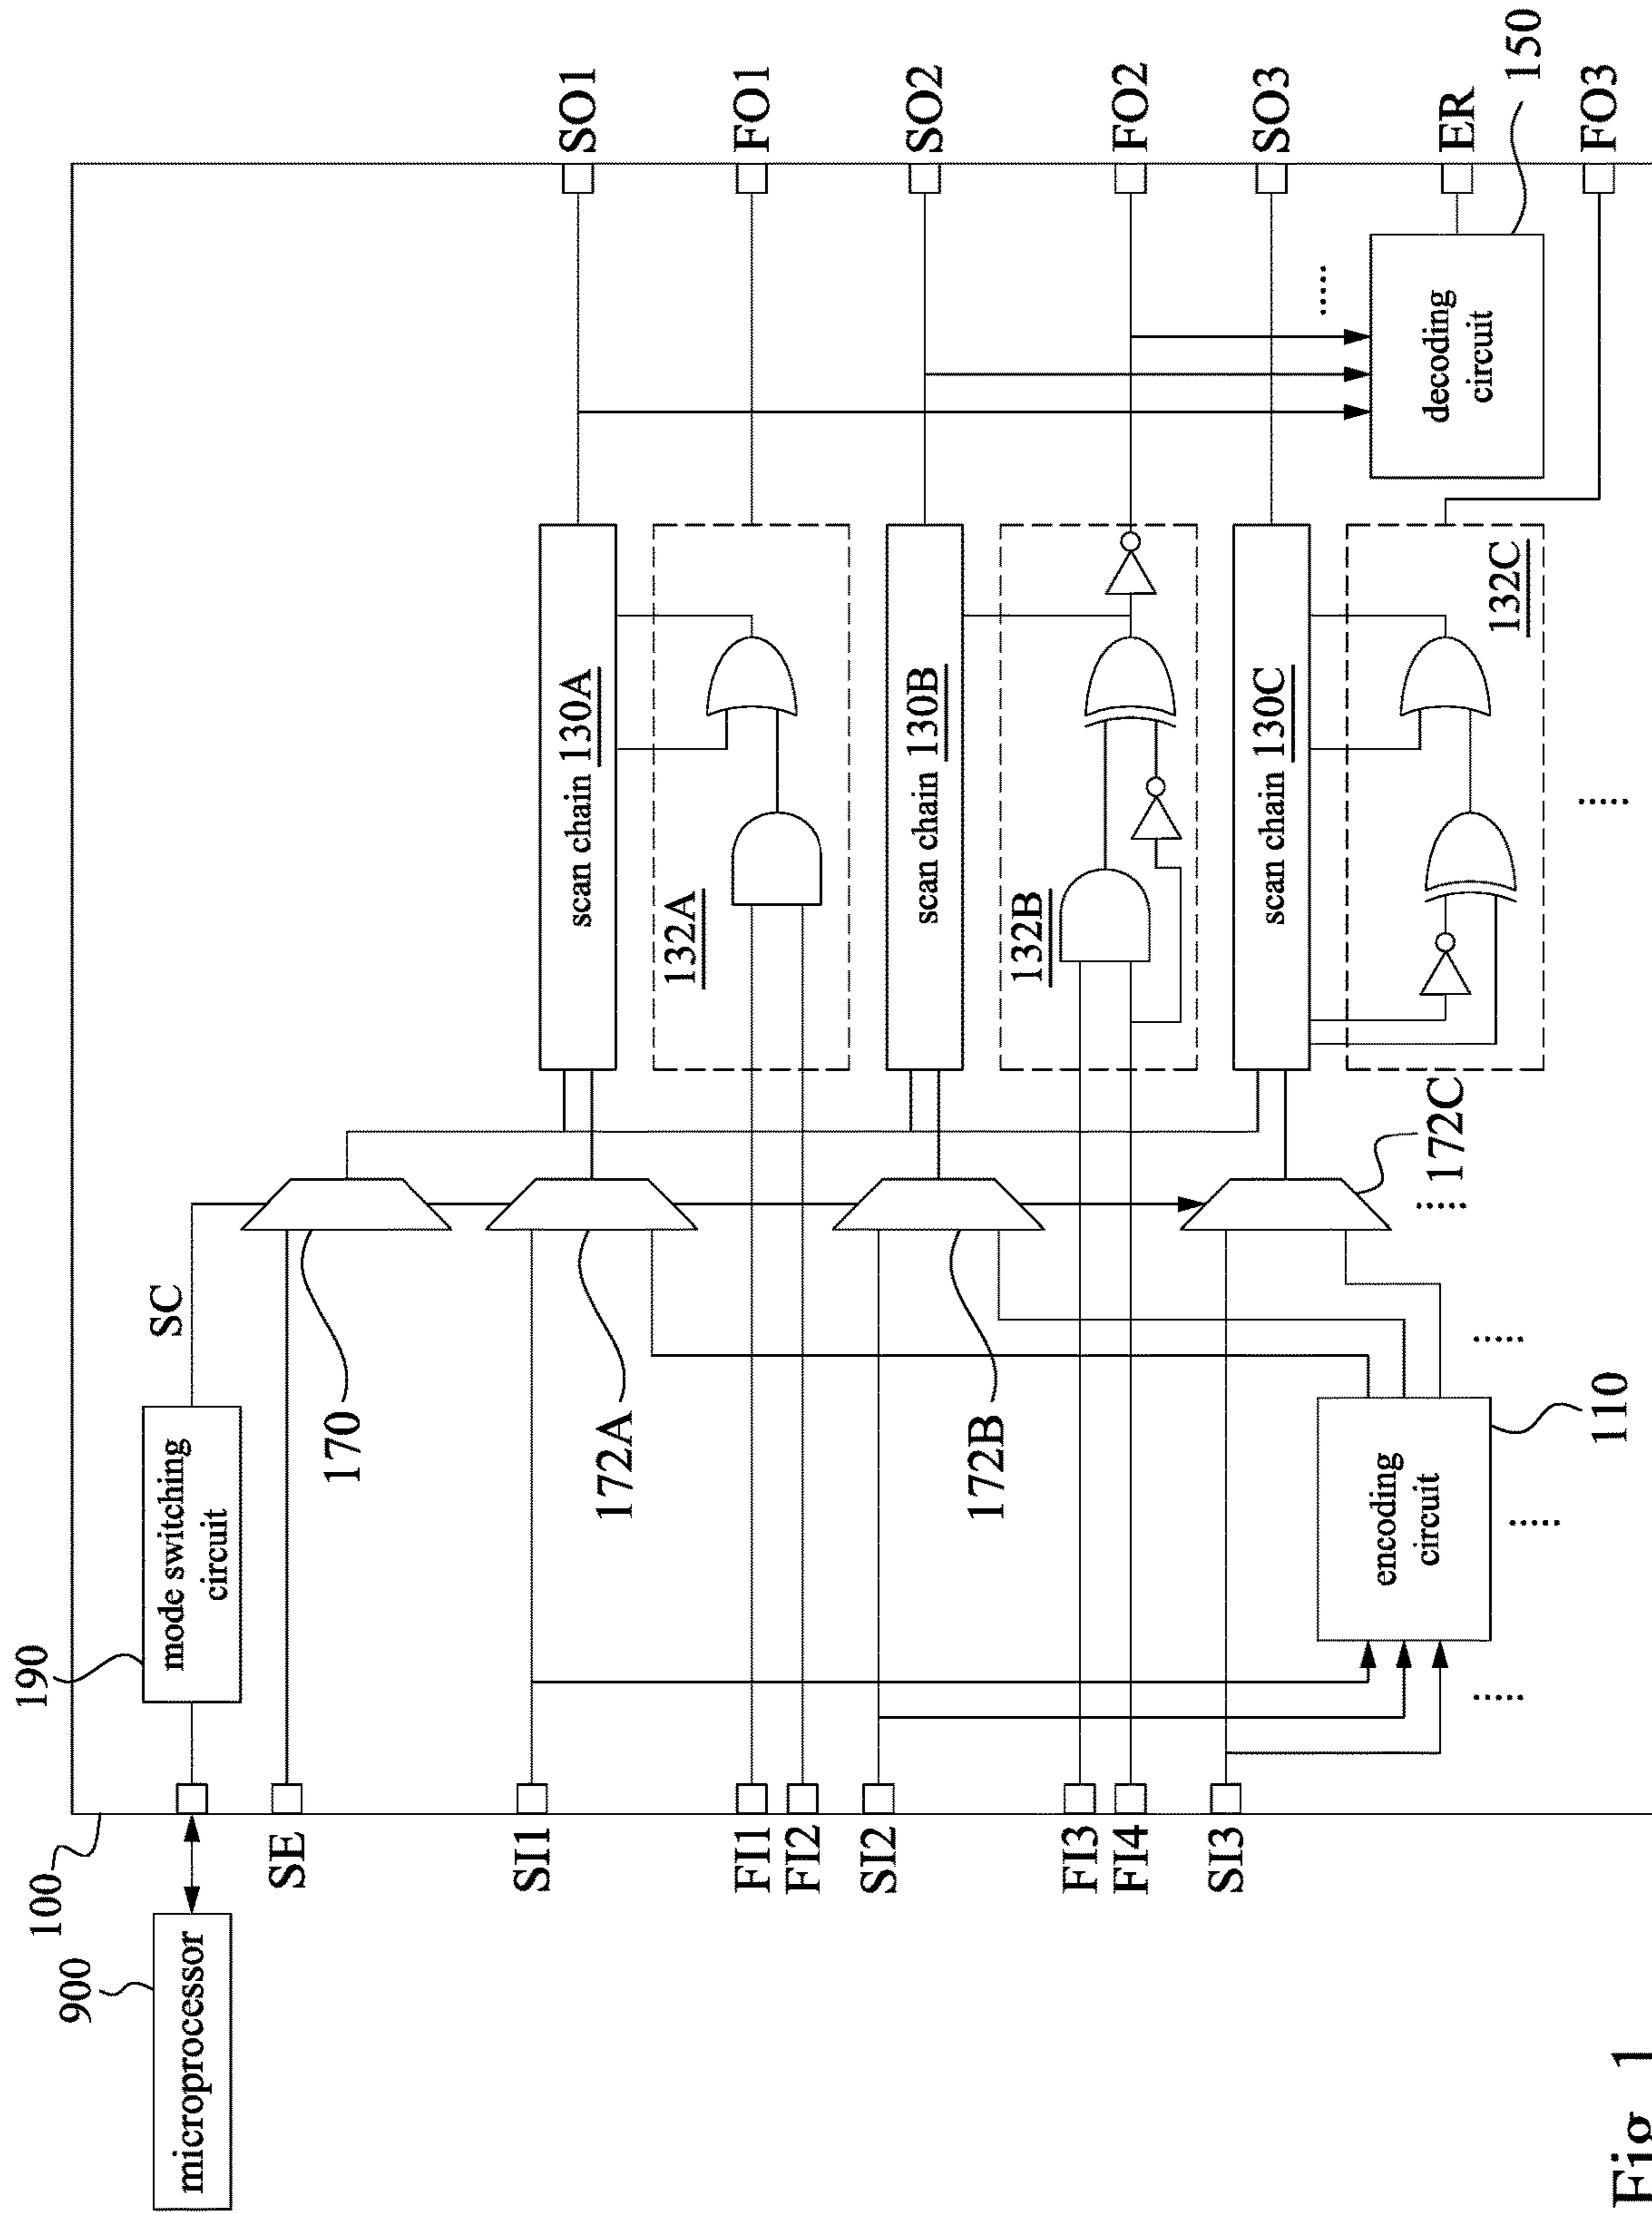 900
microprocessor
100
190
mode switching
circuit
SC
SE
170
SI1
172A
scan chain 130A
SO1
FI1
FI2
132A
FO1
SI2
172B
scan chain 130B
SO2
FI3
FI4
132B
FO2
SI3
172C
scan chain 130C
SO3
encoding
circuit
110
132C
decoding
circuit
150
ER
FO3
Fig. 1